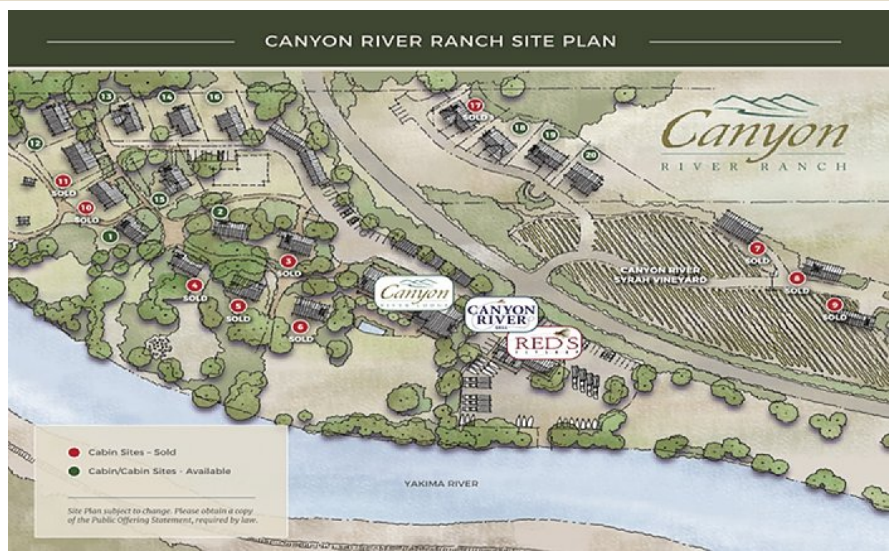 CANYON RIVER RANCH SITE PLAN
13
14
16
12
17
SOLD
18
19
20
Canyon
RIVER RANCH
11
SOLD
10
SOLD
15
1
2
3
SOLD
4
SOLD
5
SOLD
6
SOLD
7
SOLD
8
SOLD
9
SOLD
CANYON RIVER
SYRAH VINEYARD
Canyon
RIVER LODGE
CANYON
RIVER
RED'S
Cabin Sites - Sold
Cabin/Cabin Sites - Available
Site Plan subject to change. Please obtain a copy
of the Public Offering Statement, required by law.
YAKIMA RIVER